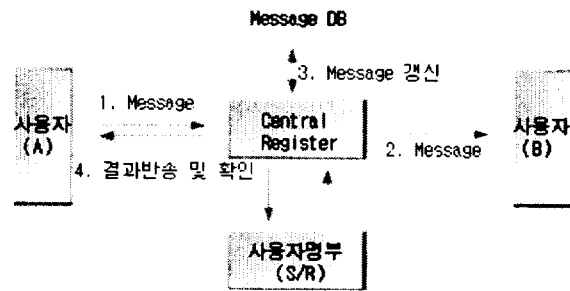 Message DB
3. Message 갱신
1. Message
사용자
(A)
Central
Register
사용자
(B)
2. Message
4. 결과반송 및 확인
사용자명부
(S/R)